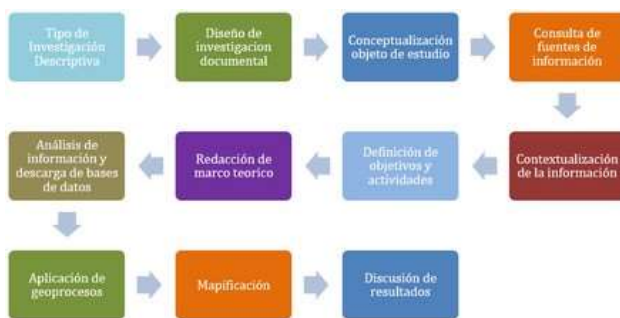 Tipo de
Investigación
Descriptiva
Diseño de
investigacion
documental
Conceptualización
objeto de estudio
Consulta de
fuentes de
información
Contextualización
de la información
Definición de
objetivos y
actividades
Redacción de
marco teorico
Análisis de
información y
descarga de bases
de datos
Aplicación de
geoprocesos
Mapificación
Discusión de
resultados